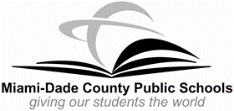 Miami-Dade County Public Schools
giving our students the world